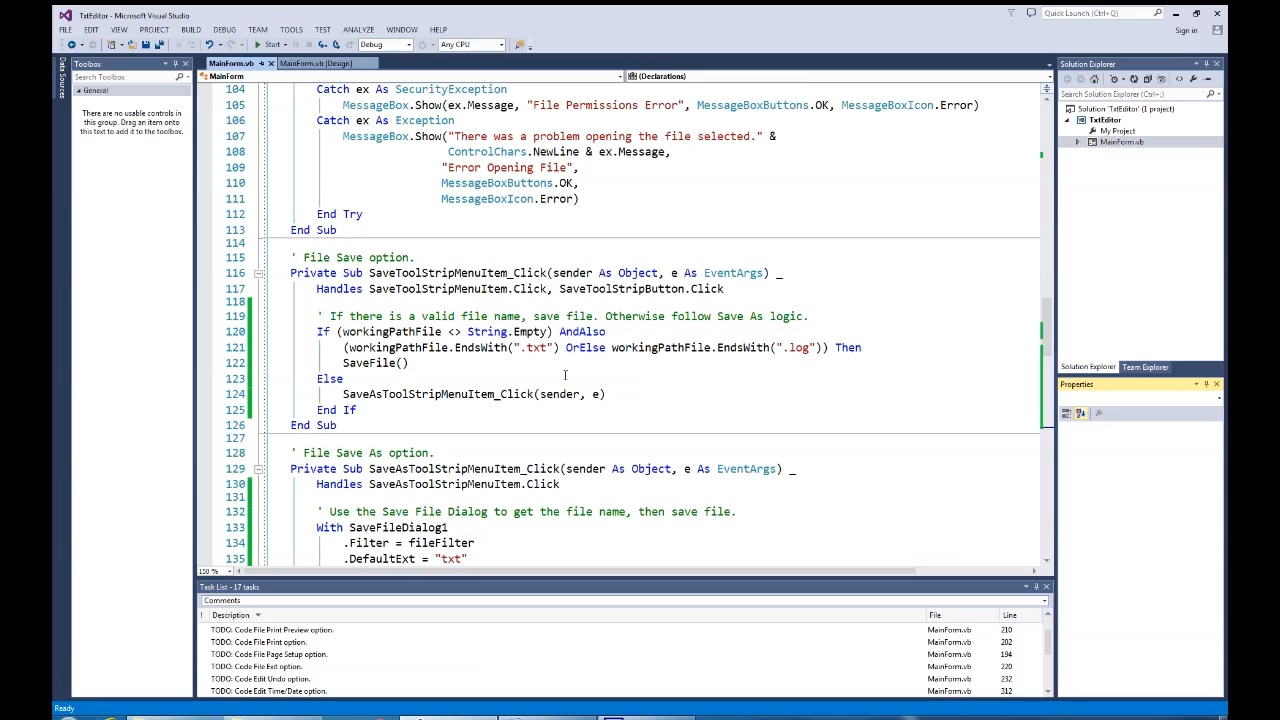 TxtEditor - Microsoft Visual Studio
Quick Launch (Ctrl+Q)
FILE EDIT VIEW PROJECT BUILD DEBUG TEAM TOOLS TEST ANALYZE WINDOW HELP
Sign in
Start Debug Any CPU
Data Sources
Toolbox
Search Toolbox
General
There are no usable controls in
this group. Drag an item onto
this text to add it to the toolbox.
MainForm.vb MainForm.vb [Design]
MainForm (Declarations)
104 Catch ex As SecurityException
105 MessageBox.Show(ex.Message, "File Permissions Error", MessageBoxButtons.OK, MessageBoxIcon.Error)
106 Catch ex As Exception
107 MessageBox.Show("There was a problem opening the file selected." &
108 ControlChars.NewLine & ex.Message,
109 "Error Opening File",
110 MessageBoxButtons.OK,
111 MessageBoxIcon.Error)
112 End Try
113 End Sub
114
115 ' File Save option.
116 Private Sub SaveToolStripMenuItem_Click(sender As Object, e As EventArgs) _
117 Handles SaveToolStripMenuItem.Click, SaveToolStripButton.Click
118
119 ' If there is a valid file name, save file. Otherwise follow Save As logic.
120 If (workingPathFile <> String.Empty) AndAlso
121 (workingPathFile.EndsWith(".txt") OrElse workingPathFile.EndsWith(".log")) Then
122 SaveFile()
123 Else
124 SaveAsToolStripMenuItem_Click(sender, e)
125 End If
126 End Sub
127
128 ' File Save As option.
129 Private Sub SaveAsToolStripMenuItem_Click(sender As Object, e As EventArgs) _
130 Handles SaveAsToolStripMenuItem.Click
131
132 ' Use the Save File Dialog to get the file name, then save file.
133 With SaveFileDialog1
134 .Filter = fileFilter
135 .DefaultExt = "txt"
150 %
Task List - 17 tasks
Comments
! Description File Line
TODO: Code File Print Preview option. MainForm.vb 210
TODO: Code File Print option. MainForm.vb 202
TODO: Code File Page Setup option. MainForm.vb 194
TODO: Code File Exit option. MainForm.vb 220
TODO: Code Edit Undo option. MainForm.vb 232
TODO: Code Edit Time/Date option. MainForm.vb 312
Solution Explorer
Search Solution Explorer (Ctrl+;)
Solution 'TxtEditor' (1 project)
TxtEditor
My Project
MainForm.vb
Solution Explorer Team Explorer
Properties
Ready